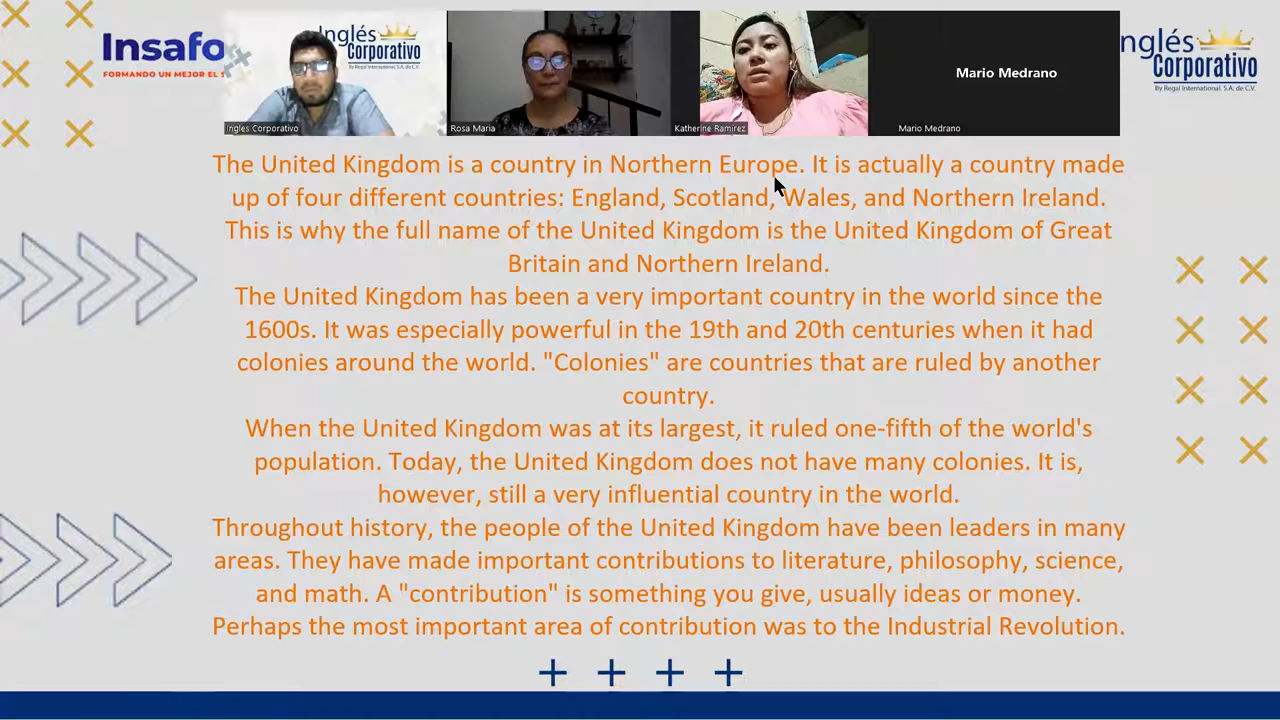 Insafo
FORMANDO UN MEJOR EL S
Inglés
Corporativo
Ingles Corporativo
Rosa Maria
Katherine Ramírez
Mario Medrano
Mario Medrano
nglés
Corporativo
By Regal International. S.A. de C.V.
The United Kingdom is a country in Northern Europe. It is actually a country made
up of four different countries: England, Scotland, Wales, and Northern Ireland.
This is why the full name of the United Kingdom is the United Kingdom of Great
Britain and Northern Ireland.
The United Kingdom has been a very important country in the world since the
1600s. It was especially powerful in the 19th and 20th centuries when it had
colonies around the world. "Colonies" are countries that are ruled by another
country.
When the United Kingdom was at its largest, it ruled one-fifth of the world's
population. Today, the United Kingdom does not have many colonies. It is,
however, still a very influential country in the world.
Throughout history, the people of the United Kingdom have been leaders in many
areas. They have made important contributions to literature, philosophy, science,
and math. A "contribution" is something you give, usually ideas or money.
Perhaps the most important area of contribution was to the Industrial Revolution.